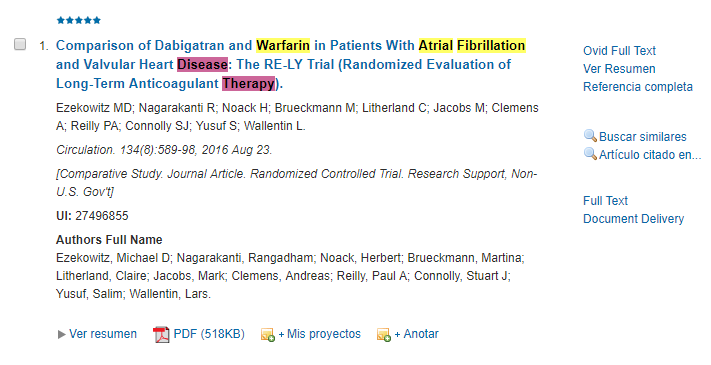 1. Comparison of Dabigatran and Warfarin in Patients With Atrial Fibrillation
and Valvular Heart Disease: The RE-LY Trial (Randomized Evaluation of
Long-Term Anticoagulant Therapy).
Ezekowitz MD; Nagarakanti R; Noack H; Brueckmann M; Litherland C; Jacobs M; Clemens
A; Reilly PA; Connolly SJ; Yusuf S; Wallentin L.
Circulation. 134(8):589-98, 2016 Aug 23.
[Comparative Study. Journal Article. Randomized Controlled Trial. Research Support, Non-
U.S. Gov't]
UI: 27496855
Authors Full Name
Ezekowitz, Michael D; Nagarakanti, Rangadham; Noack, Herbert; Brueckmann, Martina;
Litherland, Claire; Jacobs, Mark; Clemens, Andreas; Reilly, Paul A; Connolly, Stuart J;
Yusuf, Salim; Wallentin, Lars.
Ver resumen
PDF (518KB)
+ Mis proyectos
+ Anotar
Ovid Full Text
Ver Resumen
Referencia completa
Buscar similares
Artículo citado en...
Full Text
Document Delivery